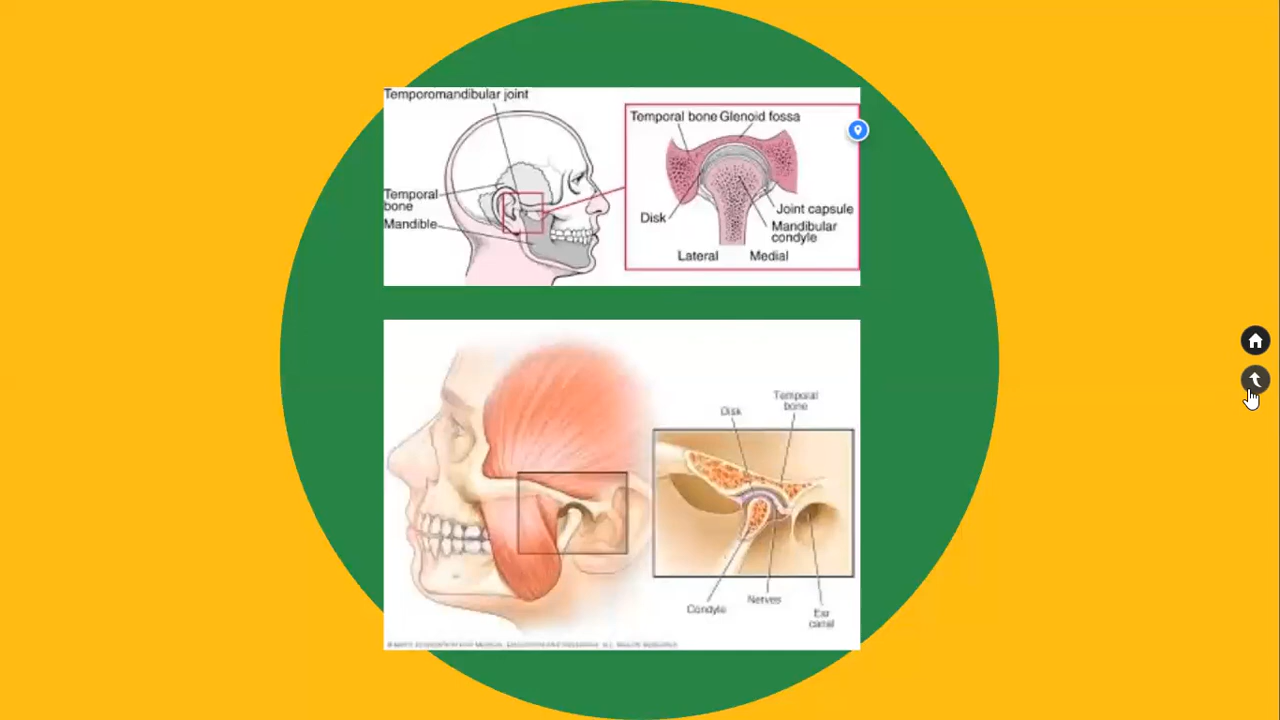 Temporomandibular joint
Temporal bone Glenoid fossa
Temporal
bone
Mandible
Disk
Joint capsule
Mandibular
condyle
Lateral Medial
Temporal
bone
Disk
Condyle
Nerves
Ear
canal